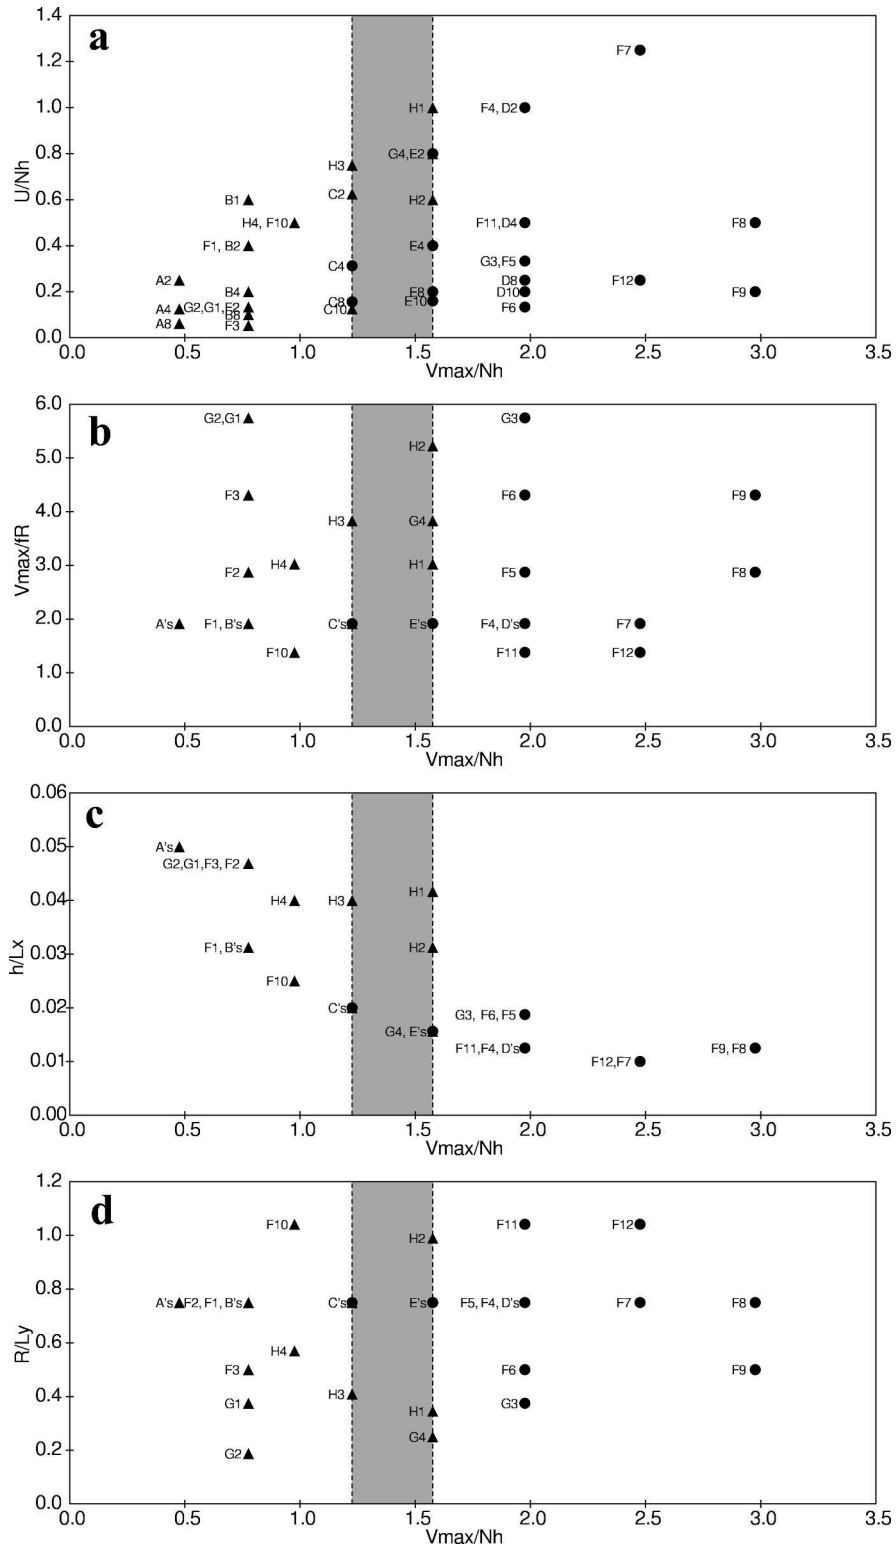 a
1.4
1.2
1.0
0.8
0.6
0.4
0.2
0.0
U/Nh
F7
H1
F4, D2
G4,E2
H3
C2
B1
H2
H4, F10
F11,D4
F8
F1, B2
E4
C4
G3,F5
A2
D8
F12
B4
E8
D10
F9
C8
E10
A4
G2,G1,E2
C10
F6
B8
A8
F3
0.0 0.5 1.0 1.5 2.0 2.5 3.0 3.5
Vmax/Nh
b
6.0
5.0
4.0
3.0
2.0
1.0
0.0
Vmax/fR
G2,G1
G3
H2
F3
F6
F9
H3
G4
H4
H1
F2
F5
F8
A's
F1, B's
C's
E's
F4, D's
F7
F10
F11
F12
0.0 0.5 1.0 1.5 2.0 2.5 3.0 3.5
Vmax/Nh
c
0.06
0.05
0.04
0.03
0.02
0.01
0.00
h/Lx
A's
G2,G1,F3, F2
H1
H4
H3
F1, B's
H2
F10
C's
G3, F6, F5
G4, E's
F11,F4, D's
F9, F8
F12,F7
0.0 0.5 1.0 1.5 2.0 2.5 3.0 3.5
Vmax/Nh
d
1.2
1.0
0.8
0.6
0.4
0.2
0.0
R/Ly
F10
F11
F12
H2
A's
F2, F1, B's
C's
E's
F5, F4, D's
F7
F8
H4
F3
F6
F9
H3
G1
G3
H1
G4
G2
0.0 0.5 1.0 1.5 2.0 2.5 3.0 3.5
Vmax/Nh